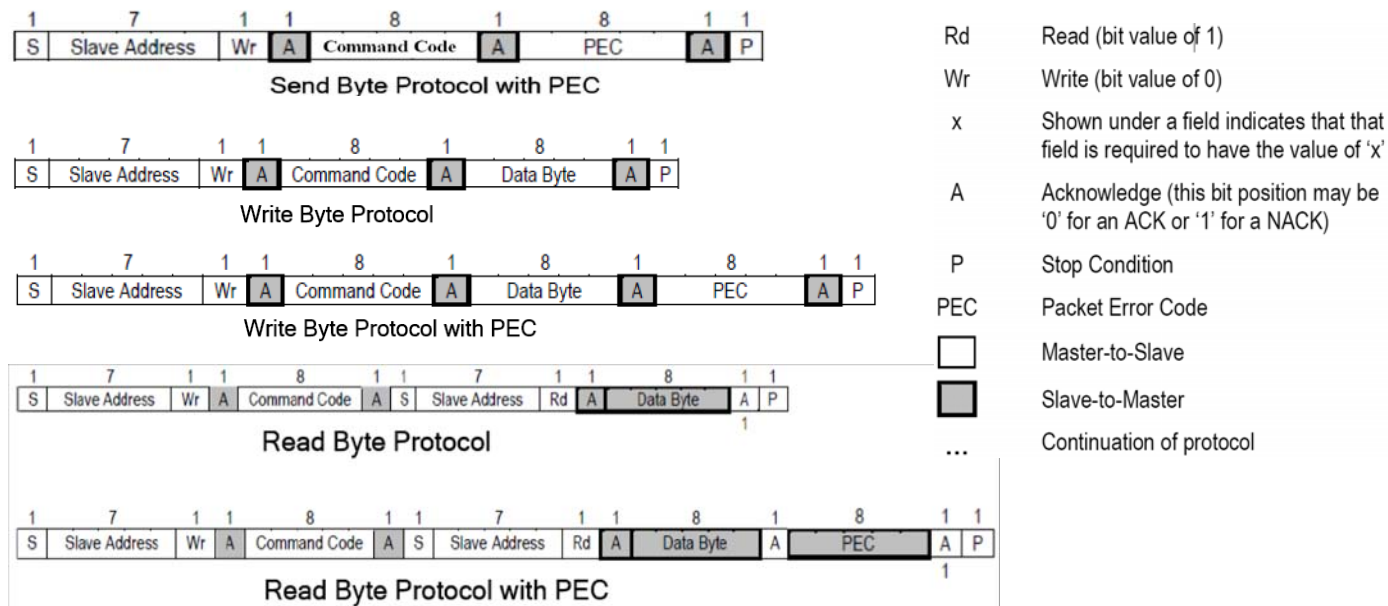 1 7 1 1 8 1 8 1 1
S Slave Address Wr A Command Code A PEC A P
Send Byte Protocol with PEC
1 7 1 1 8 1 8 1 1
S Slave Address Wr A Command Code A Data Byte A P
Write Byte Protocol
1 7 1 1 8 1 8 1 8 1 1
S Slave Address Wr A Command Code A Data Byte A PEC A P
Write Byte Protocol with PEC
1 7 1 1 8 1 1 7 1 1 8 1 1
S Slave Address Wr A Command Code A S Slave Address Rd A Data Byte A P
1
Read Byte Protocol
1 7 1 1 8 1 1 7 1 1 8 1 8 1 1
S Slave Address Wr A Command Code A S Slave Address Rd A Data Byte A PEC A P
1
Read Byte Protocol with PEC
Rd Read (bit value of 1)
Wr Write (bit value of 0)
x Shown under a field indicates that that
field is required to have the value of ‘x’
A Acknowledge (this bit position may be
‘0’ for an ACK or ‘1’ for a NACK)
P Stop Condition
PEC Packet Error Code
Master-to-Slave
Slave-to-Master
... Continuation of protocol